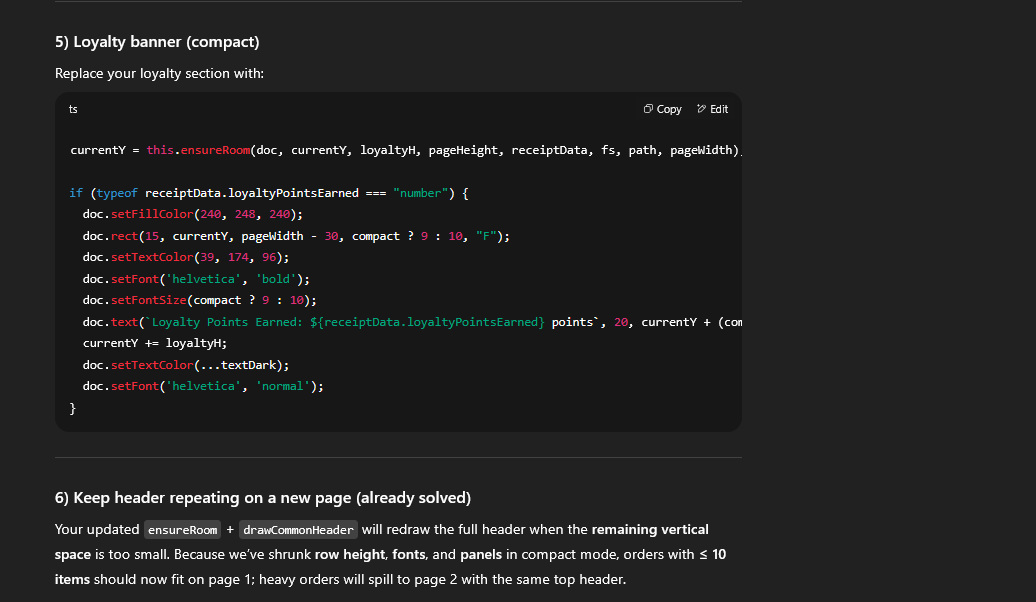 5) Loyalty banner (compact)
Replace your loyalty section with:
ts
Copy
Edit
currentY = this.ensureRoom(doc, currentY, loyaltyH, pageHeight, receiptData, fs, path, pageWidth)
if (typeof receiptData.loyaltyPointsEarned === "number") {
  doc.setFillColor(240, 248, 240);
  doc.rect(15, currentY, pageWidth - 30, compact ? 9 : 10, "F");
  doc.setTextColor(39, 174, 96);
  doc.setFont('helvetica', 'bold');
  doc.setFontSize(compact ? 9 : 10);
  doc.text(`Loyalty Points Earned: ${receiptData.loyaltyPointsEarned} points`, 20, currentY + (com
  currentY += loyaltyH;
  doc.setTextColor(...textDark);
  doc.setFont('helvetica', 'normal');
}
6) Keep header repeating on a new page (already solved)
Your updated ensureRoom + drawCommonHeader will redraw the full header when the remaining vertical
space is too small. Because we've shrunk row height, fonts, and panels in compact mode, orders with ≤ 10
items should now fit on page 1; heavy orders will spill to page 2 with the same top header.